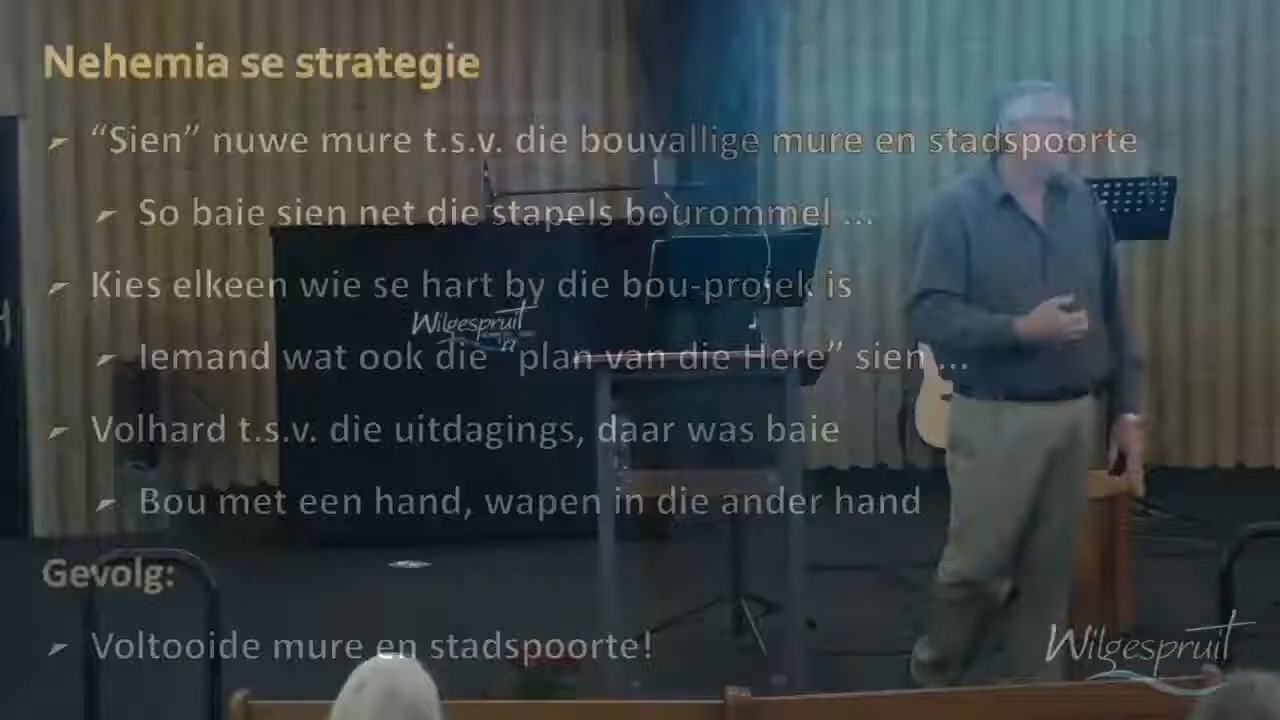 Nehemia se strategie
“Sien” nuwe mure t.s.v. die bouvallige mure en stadspoorte
So baie sien net die stapels bourommel ...
Kies elkeen wie se hart by die bou-projek is
Wilgespruit
Iemand wat ook die “plan van die Here” sien ...
Volhard t.s.v. die uitdagings, daar was baie
Bou met een hand, wapen in die ander hand
Gevolg:
Voltooide mure en stadspoorte!
Wilgespruit